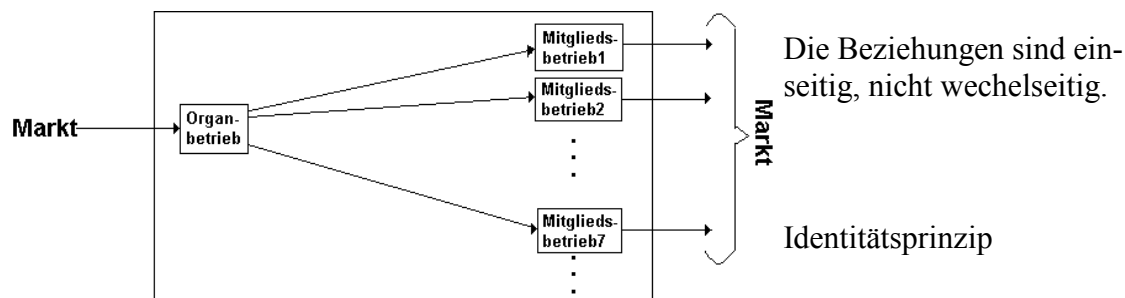 Markt
Organ-
betrieb
Mitglieds-
betrieb1
Mitglieds-
betrieb2
Mitglieds-
betrieb7
Markt
Die Beziehungen sind ein-
seitig, nicht wechelseitig.
Identitätsprinzip